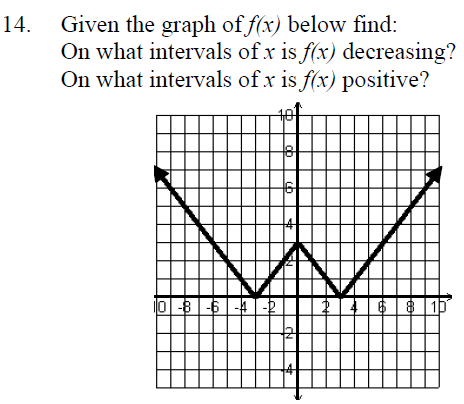 14. Given the graph of f(x) below find:
On what intervals of x is f(x) decreasing?
On what intervals of x is f(x) positive?
10
8
6
4
2
10 -8 -6 -4 -2 2 4 6 8 10
-2
-4